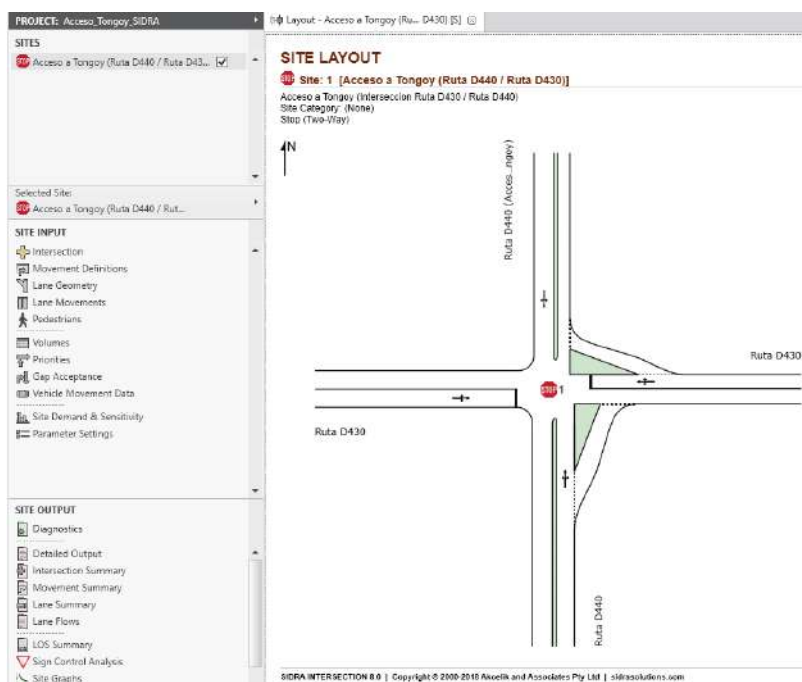 PROJECT: Acceso_Tongoy_SIDRA
SITES
STOP Acceso a Tongoy (Ruta D440 / Ruta D43...
Selected Site:
STOP Acceso a Tongoy (Ruta D440 / Rut...
SITE INPUT
Intersection
Movement Definitions
Lane Geometry
Lane Movements
Pedestrians
Volumes
Priorities
Gap Acceptance
Vehicle Movement Data
Site Demand & Sensitivity
Parameter Settings
SITE OUTPUT
Diagnostics
Detailed Output
Intersection Summary
Movement Summary
Lane Summary
Lane Flows
LOS Summary
Sign Control Analysis
Site Graphs
Layout - Acceso a Tongoy (Ru... D430) [S]
SITE LAYOUT
STOP Site: 1 [Acceso a Tongoy (Ruta D440 / Ruta D430)]
Acceso a Tongoy (Interseccion Ruta D430 / Ruta D440)
Site Category: (None)
Stop (Two-Way)
N
Ruta D440 (Acces...ngoy)
Ruta D430
STOP 1
Ruta D430
Ruta D440
SIDRA INTERSECTION 8.0 | Copyright © 2000-2018 Akcelik and Associates Pty Ltd | sidrasolutions.com